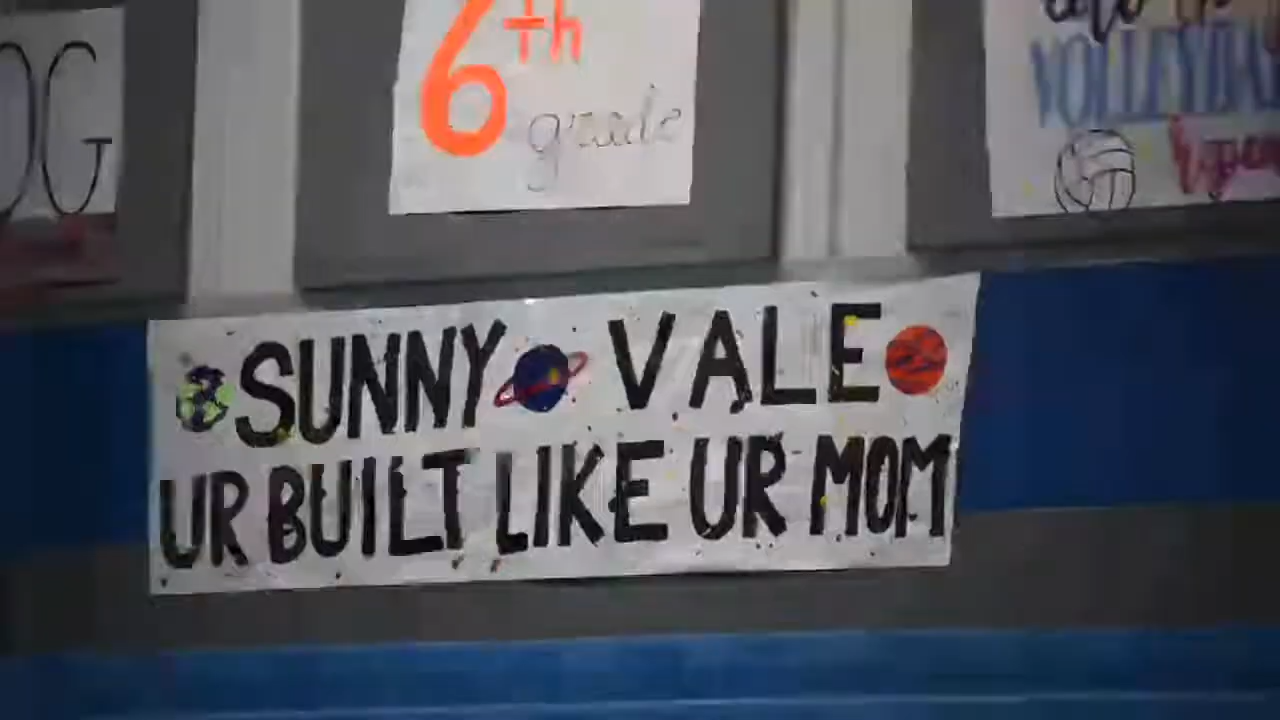 OG
6th
grade
VOLLEYBALL
SUNNY VALE
UR BUILT LIKE UR MOM